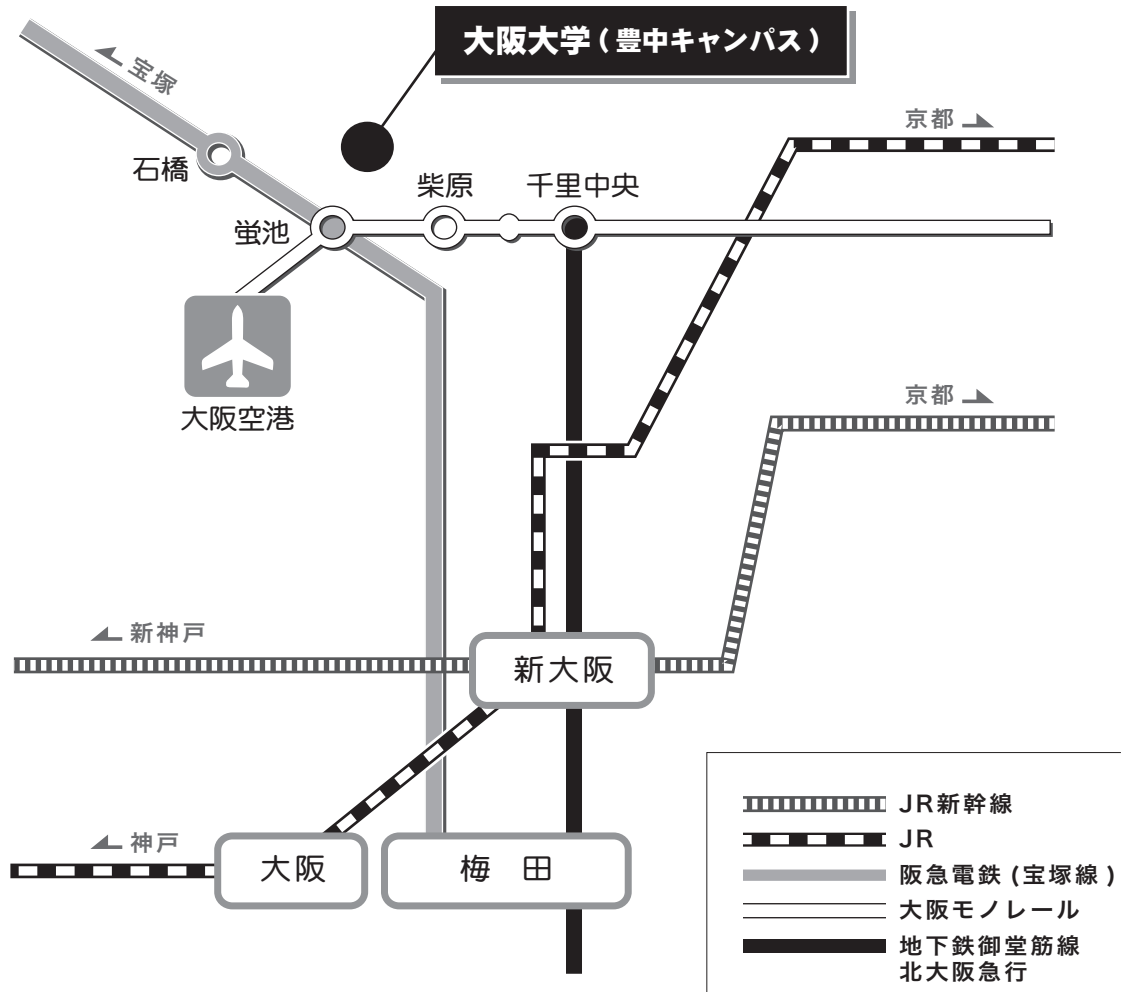 大阪大学 ( 豊中キャンパス )
宝塚
京都
石橋
柴原
千里中央
蛍池
大阪空港
京都
新神戸
新大阪
神戸
大阪
梅 田
JR新幹線
JR
阪急電鉄 (宝塚線 )
大阪モノレール
地下鉄御堂筋線
北大阪急行